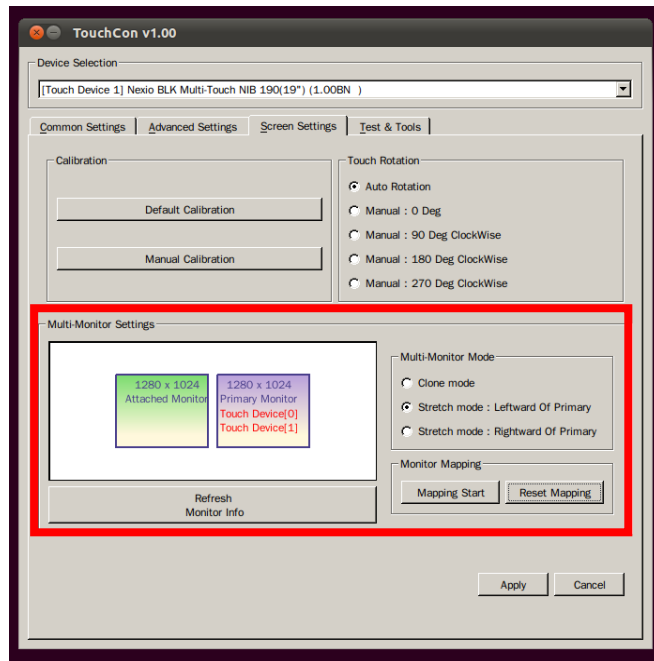 TouchCon v1.00
Device Selection
[Touch Device 1] Nexio BLK Multi-Touch NIB 190(19") (1.00BN )
Common Settings Advanced Settings Screen Settings Test & Tools
Calibration
Default Calibration
Manual Calibration
Touch Rotation
Auto Rotation
Manual : 0 Deg
Manual : 90 Deg ClockWise
Manual : 180 Deg ClockWise
Manual : 270 Deg ClockWise
Multi-Monitor Settings
1280 x 1024
Attached Monitor
1280 x 1024
Primary Monitor
Touch Device[0]
Touch Device[1]
Refresh
Monitor Info
Multi-Monitor Mode
Clone mode
Stretch mode : Leftward Of Primary
Stretch mode : Rightward Of Primary
Monitor Mapping
Mapping Start Reset Mapping
Apply Cancel